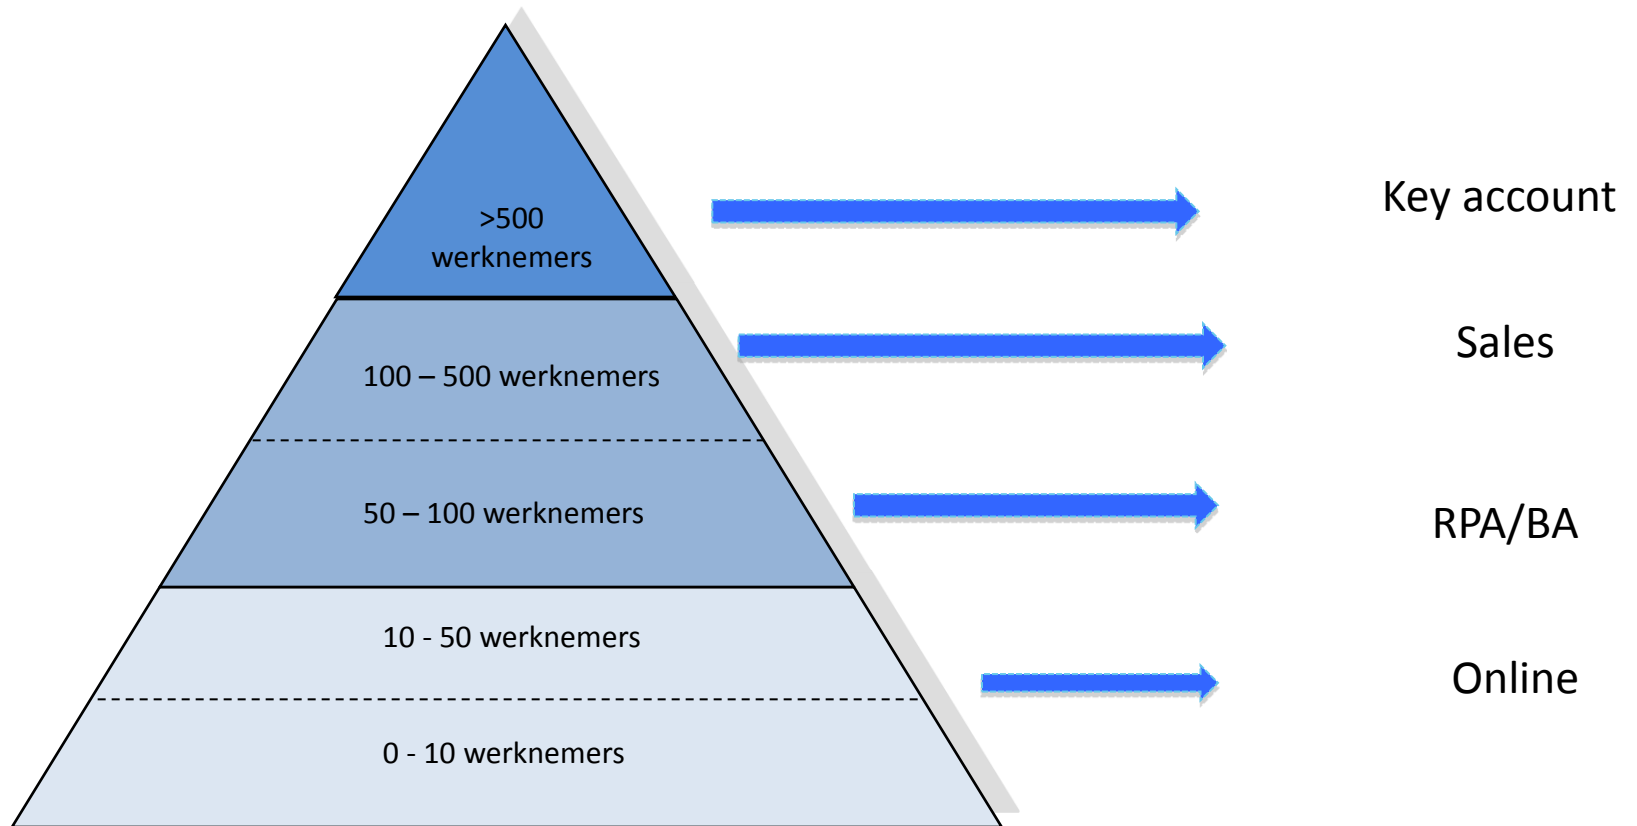 >500
werknemers
Key account
100 – 500 werknemers
Sales
50 – 100 werknemers
RPA/BA
10 - 50 werknemers
Online
0 - 10 werknemers